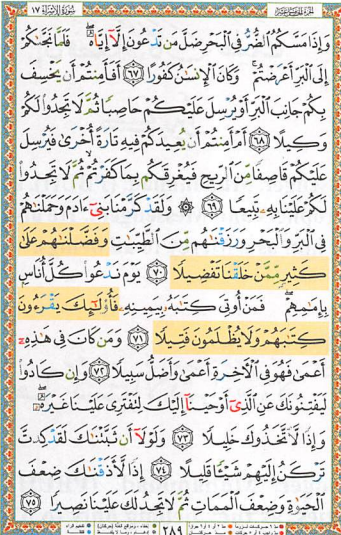 سورة الإسراء ١٧
الجزء الخامس عشر
وَإِذَا مَسَّكُمُ ٱلضُّرُّ فِى ٱلۡبَحۡرِ ضَلَّ مَن تَدۡعُونَ إِلَّآ إِيَّاهُۖ فَلَمَّا نَجَّىٰكُمۡ
إِلَى ٱلۡبَرِّ أَعۡرَضۡتُمۡۚ وَكَانَ ٱلۡإِنسَٰنُ كَفُورًا ٦٧ أَفَأَمِنتُمۡ أَن يَخۡسِفَ
بِكُمۡ جَانِبَ ٱلۡبَرِّ أَوۡ يُرۡسِلَ عَلَيۡكُمۡ حَاصِبًا ثُمَّ لَا تَجِدُواْ لَكُمۡ
وَكِيلًا ٦٨ أَمۡ أَمِنتُمۡ أَن يُعِيدَكُمۡ فِيهِ تَارَةً أُخۡرَىٰ فَيُرۡسِلَ
عَلَيۡكُمۡ قَاصِفًا مِّنَ ٱلرِّيحِ فَيُغۡرِقَكُم بِمَا كَفَرۡتُمۡ ثُمَّ لَا تَجِدُواْ
لَكُمۡ عَلَيۡنَا بِهِۦ تَبِيعًا ٦٩ ۞ وَلَقَدۡ كَرَّمۡنَا بَنِىٓ ءَادَمَ وَحَمَلۡنَٰهُمۡ
فِى ٱلۡبَرِّ وَٱلۡبَحۡرِ وَرَزَقۡنَٰهُم مِّنَ ٱلطَّيِّبَٰتِ وَفَضَّلۡنَٰهُمۡ عَلَىٰ
كَثِيرٍ مِّمَّنۡ خَلَقۡنَا تَفۡضِيلًا ٧٠ يَوۡمَ نَدۡعُواْ كُلَّ أُنَاسِۭ
بِإِمَٰمِهِمۡۖ فَمَنۡ أُوتِىَ كِتَٰبَهُۥ بِيَمِينِهِۦ فَأُوْلَٰٓئِكَ يَقۡرَءُونَ
كِتَٰبَهُمۡ وَلَا يُظۡلَمُونَ فَتِيلًا ٧١ وَمَن كَانَ فِى هَٰذِهِۦٓ
أَعۡمَىٰ فَهُوَ فِى ٱلۡأٓخِرَةِ أَعۡمَىٰ وَأَضَلُّ سَبِيلًا ٧٢ وَإِن كَادُواْ
لَيَفۡتِنُونَكَ عَنِ ٱلَّذِىٓ أَوۡحَيۡنَآ إِلَيۡكَ لِتَفۡتَرِىَ عَلَيۡنَا غَيۡرَهُۥۖ
وَإِذًا لَّٱتَّخَذُوكَ خَلِيلًا ٧٣ وَلَوۡلَآ أَن ثَبَّتۡنَٰكَ لَقَدۡ كِدتَّ
تَرۡكَنُ إِلَيۡهِمۡ شَيۡـًٔا قَلِيلًا ٧٤ إِذًا لَّأَذَقۡنَٰكَ ضِعۡفَ
ٱلۡحَيَوٰةِ وَضِعۡفَ ٱلۡمَمَاتِ ثُمَّ لَا تَجِدُ لَكَ عَلَيۡنَا نَصِيرًا ٧٥
٢٨٩